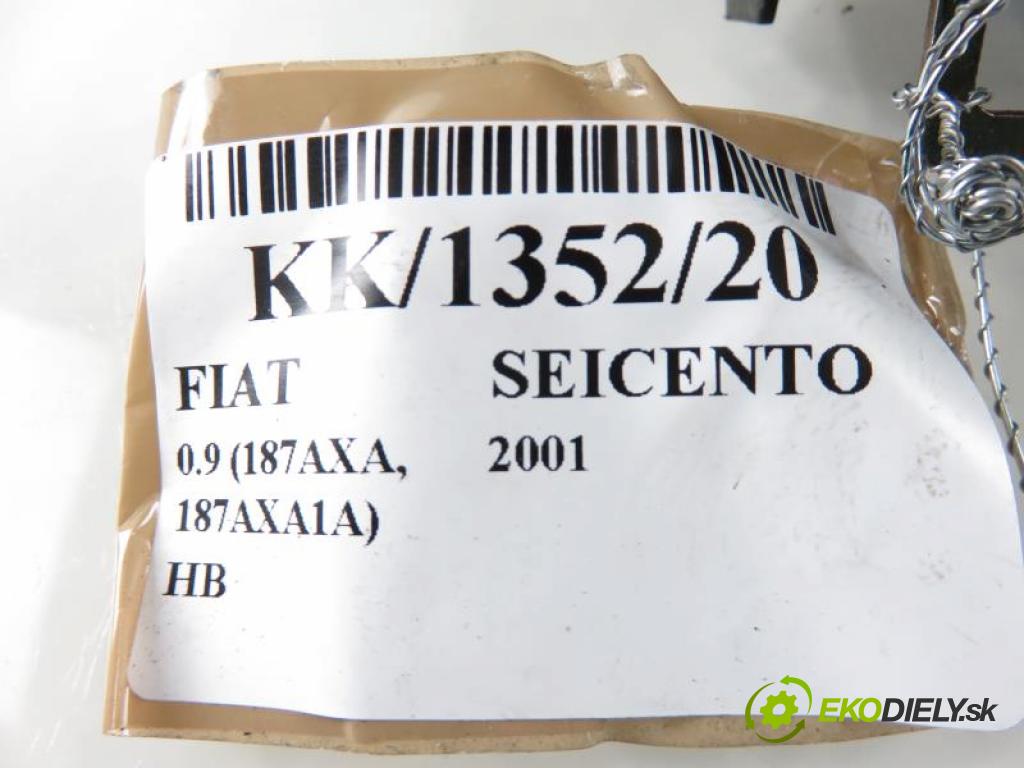 KK/1352/20
FIAT SEICENTO
0.9 (187AXA, 2001
187AXA1A)
HB
EKODIELY.sk